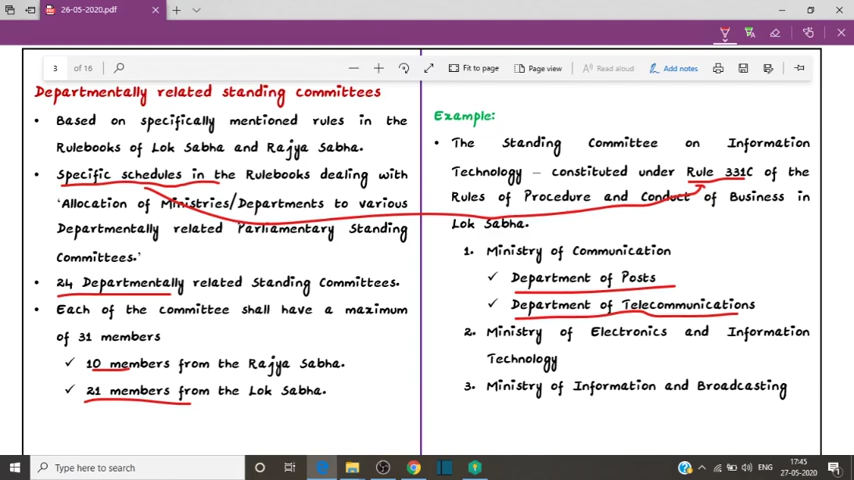 26-05-2020.pdf
3 of 16
Fit to page
Page view
Read aloud
Add notes
Departmentally related standing committees
• Based on specifically mentioned rules in the
Rulebooks of Lok Sabha and Rajya Sabha.
• Specific schedules in the Rulebooks dealing with
‘Allocation of Ministries/Departments to various
Departmentally related Parliamentary Standing
Committees.’
• 24 Departmentally related Standing Committees.
• Each of the committee shall have a maximum
of 31 members
✓ 10 members from the Rajya Sabha.
✓ 21 members from the Lok Sabha.
Example:
• The Standing Committee on Information
Technology – constituted under Rule 331C of the
Rules of Procedure and Conduct of Business in
Lok Sabha.
1. Ministry of Communication
✓ Department of Posts
✓ Department of Telecommunications
2. Ministry of Electronics and Information
Technology
3. Ministry of Information and Broadcasting
Type here to search
ENG
17:45
27-05-2020